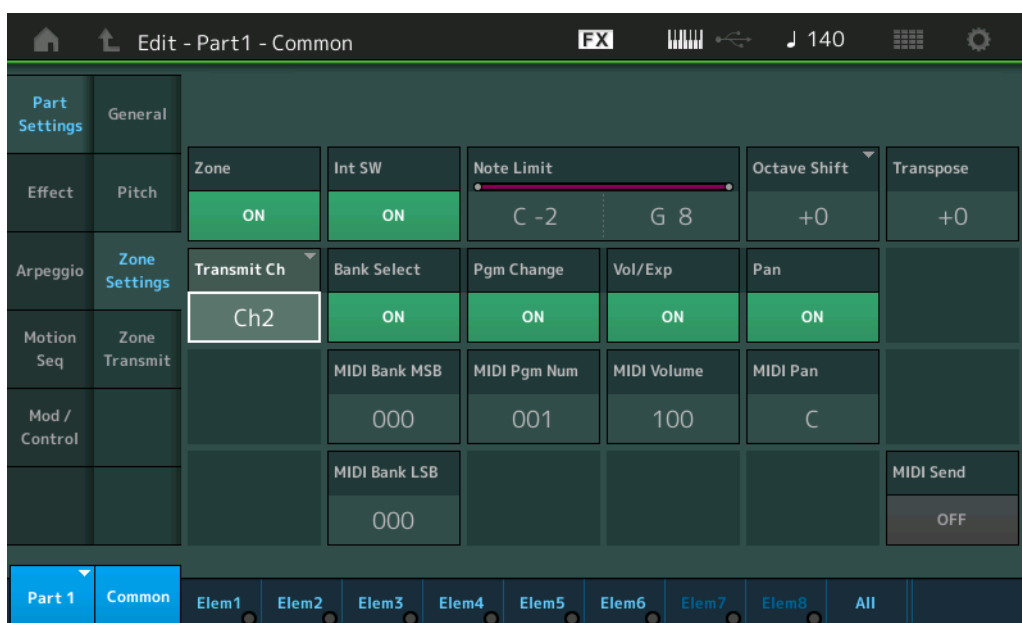 Edit - Part1 - Common FX 140
Part Settings
General
Effect
Pitch
Arpeggio
Zone Settings
Motion Seq
Zone Transmit
Mod / Control
Zone
ON
Int SW
ON
Note Limit
C -2 G 8
Octave Shift
+0
Transpose
+0
Transmit Ch
Ch2
Bank Select
ON
Pgm Change
ON
Vol/Exp
ON
Pan
ON
MIDI Bank MSB
000
MIDI Pgm Num
001
MIDI Volume
100
MIDI Pan
C
MIDI Bank LSB
000
MIDI Send
OFF
Part 1 Common Elem1 Elem2 Elem3 Elem4 Elem5 Elem6 Elem7 Elem8 All